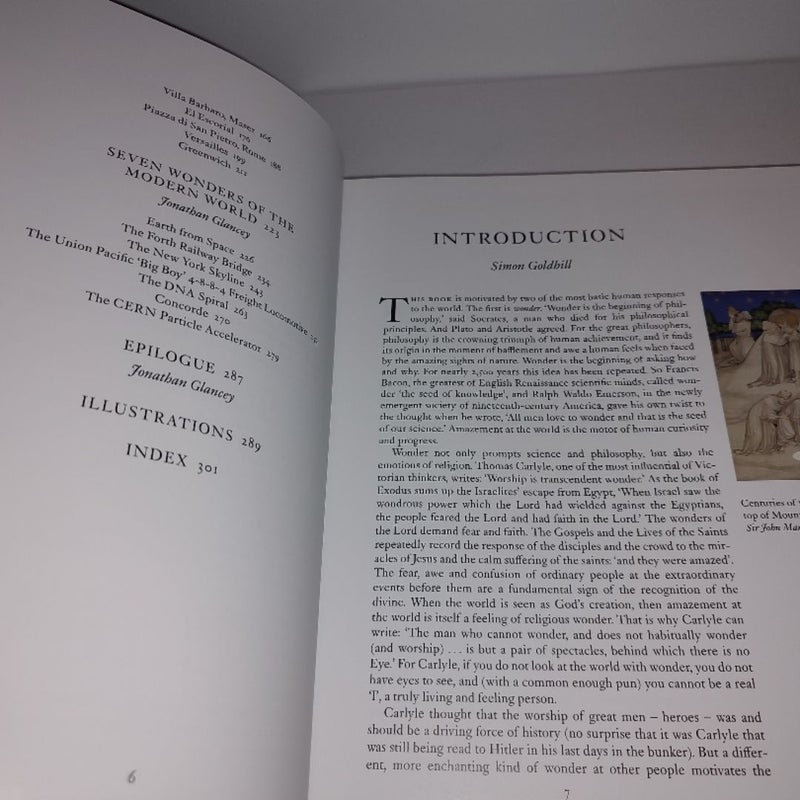 Villa Barbaro, Maser 166
El Escorial 176
Piazza di San Pietro, Rome 188
Versailles 199
Greenwich 212
SEVEN WONDERS OF THE
MODERN WORLD 223
Jonathan Glancey
Earth from Space 226
The Forth Railway Bridge 234
The New York Skyline 243
The Union Pacific ‘Big Boy’ 4-8-8-4 Freight Locomotive
The DNA Spiral 263
Concorde 270
The CERN Particle Accelerator 279
EPILOGUE 287
Jonathan Glancey
ILLUSTRATIONS 289
INDEX 301
6
INTRODUCTION
Simon Goldhill
THIS BOOK is motivated by two of the most basic human responses
to the world. The first is wonder. ‘Wonder is the beginning of phil-
osophy,’ said Socrates, a man who died for his philosophical
principles. And Plato and Aristotle agreed. For the great philosophers,
philosophy is the crowning triumph of human achievement, and it finds
its origin in the moment of bafflement and awe a human feels when faced
by the amazing sights of nature. Wonder is the beginning of asking how
and why. For nearly 2,500 years this idea has been repeated. So Francis
Bacon, the greatest of English Renaissance scientific minds, called won-
der ‘the seed of knowledge’, and Ralph Waldo Emerson, in the newly
emergent society of nineteenth-century America, gave his own twist to
the thought when he wrote, ‘All men love to wonder and that is the seed
of our science.’ Amazement at the world is the motor of human curiosity
and progress.
Wonder not only prompts science and philosophy, but also the
emotions of religion. Thomas Carlyle, one of the most influential of Vic-
torian thinkers, writes: ‘Worship is transcendent wonder.’ As the book of
Exodus sums up the Israelites’ escape from Egypt, ‘When Israel saw the
wondrous power which the Lord had wielded against the Egyptians,
the people feared the Lord and had faith in the Lord.’ The wonders of
the Lord demand fear and faith. The Gospels and the Lives of the Saints
repeatedly record the response of the disciples and the crowd to the mir-
acles of Jesus and the calm suffering of the saints: ‘and they were amazed’.
The fear, awe and confusion of ordinary people at the extraordinary
events before them are a fundamental sign of the recognition of the
divine. When the world is seen as God’s creation, then amazement at
the world is itself a feeling of religious wonder. That is why Carlyle can
write: ‘The man who cannot wonder, and does not habitually wonder
(and worship) ... is but a pair of spectacles, behind which there is no
Eye.’ For Carlyle, if you do not look at the world with wonder, you do not
have eyes to see, and (with a common enough pun) you cannot be a real
‘I’, a truly living and feeling person.
Carlyle thought that the worship of great men – heroes – was and
should be a driving force of history (no surprise that it was Carlyle that
was still being read to Hitler in his last days in the bunker). But a differ-
ent, more enchanting kind of wonder at other people motivates the
7
Centuries of
top of Mount
Sir John Man